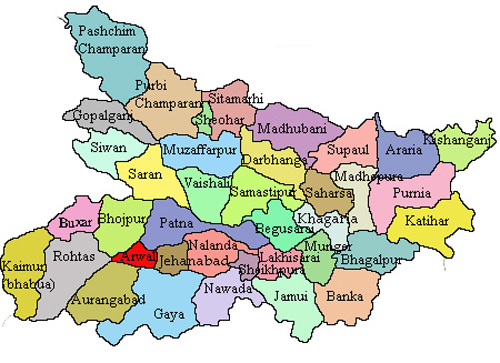 Pashchim
Champaran
Purbi
Champaran
Gopalganj
Sitamarhi
Sheohar
Siwan
Muzaffarpur
Madhubani
Darbhanga
Supaul
Araria
Kishanganj
Saran
Vaishali
Samastipur
Saharsa
Madhepura
Purnia
Katihar
Khagaria
Buxar
Bhojpur
Patna
Begusarai
Munger
Bhagalpur
Kaimur
(bhabua)
Rohtas
Arwal
Jehanabad
Nalanda
Lakhisarai
Sheikhpura
Aurangabad
Gaya
Nawada
Jamui
Banka